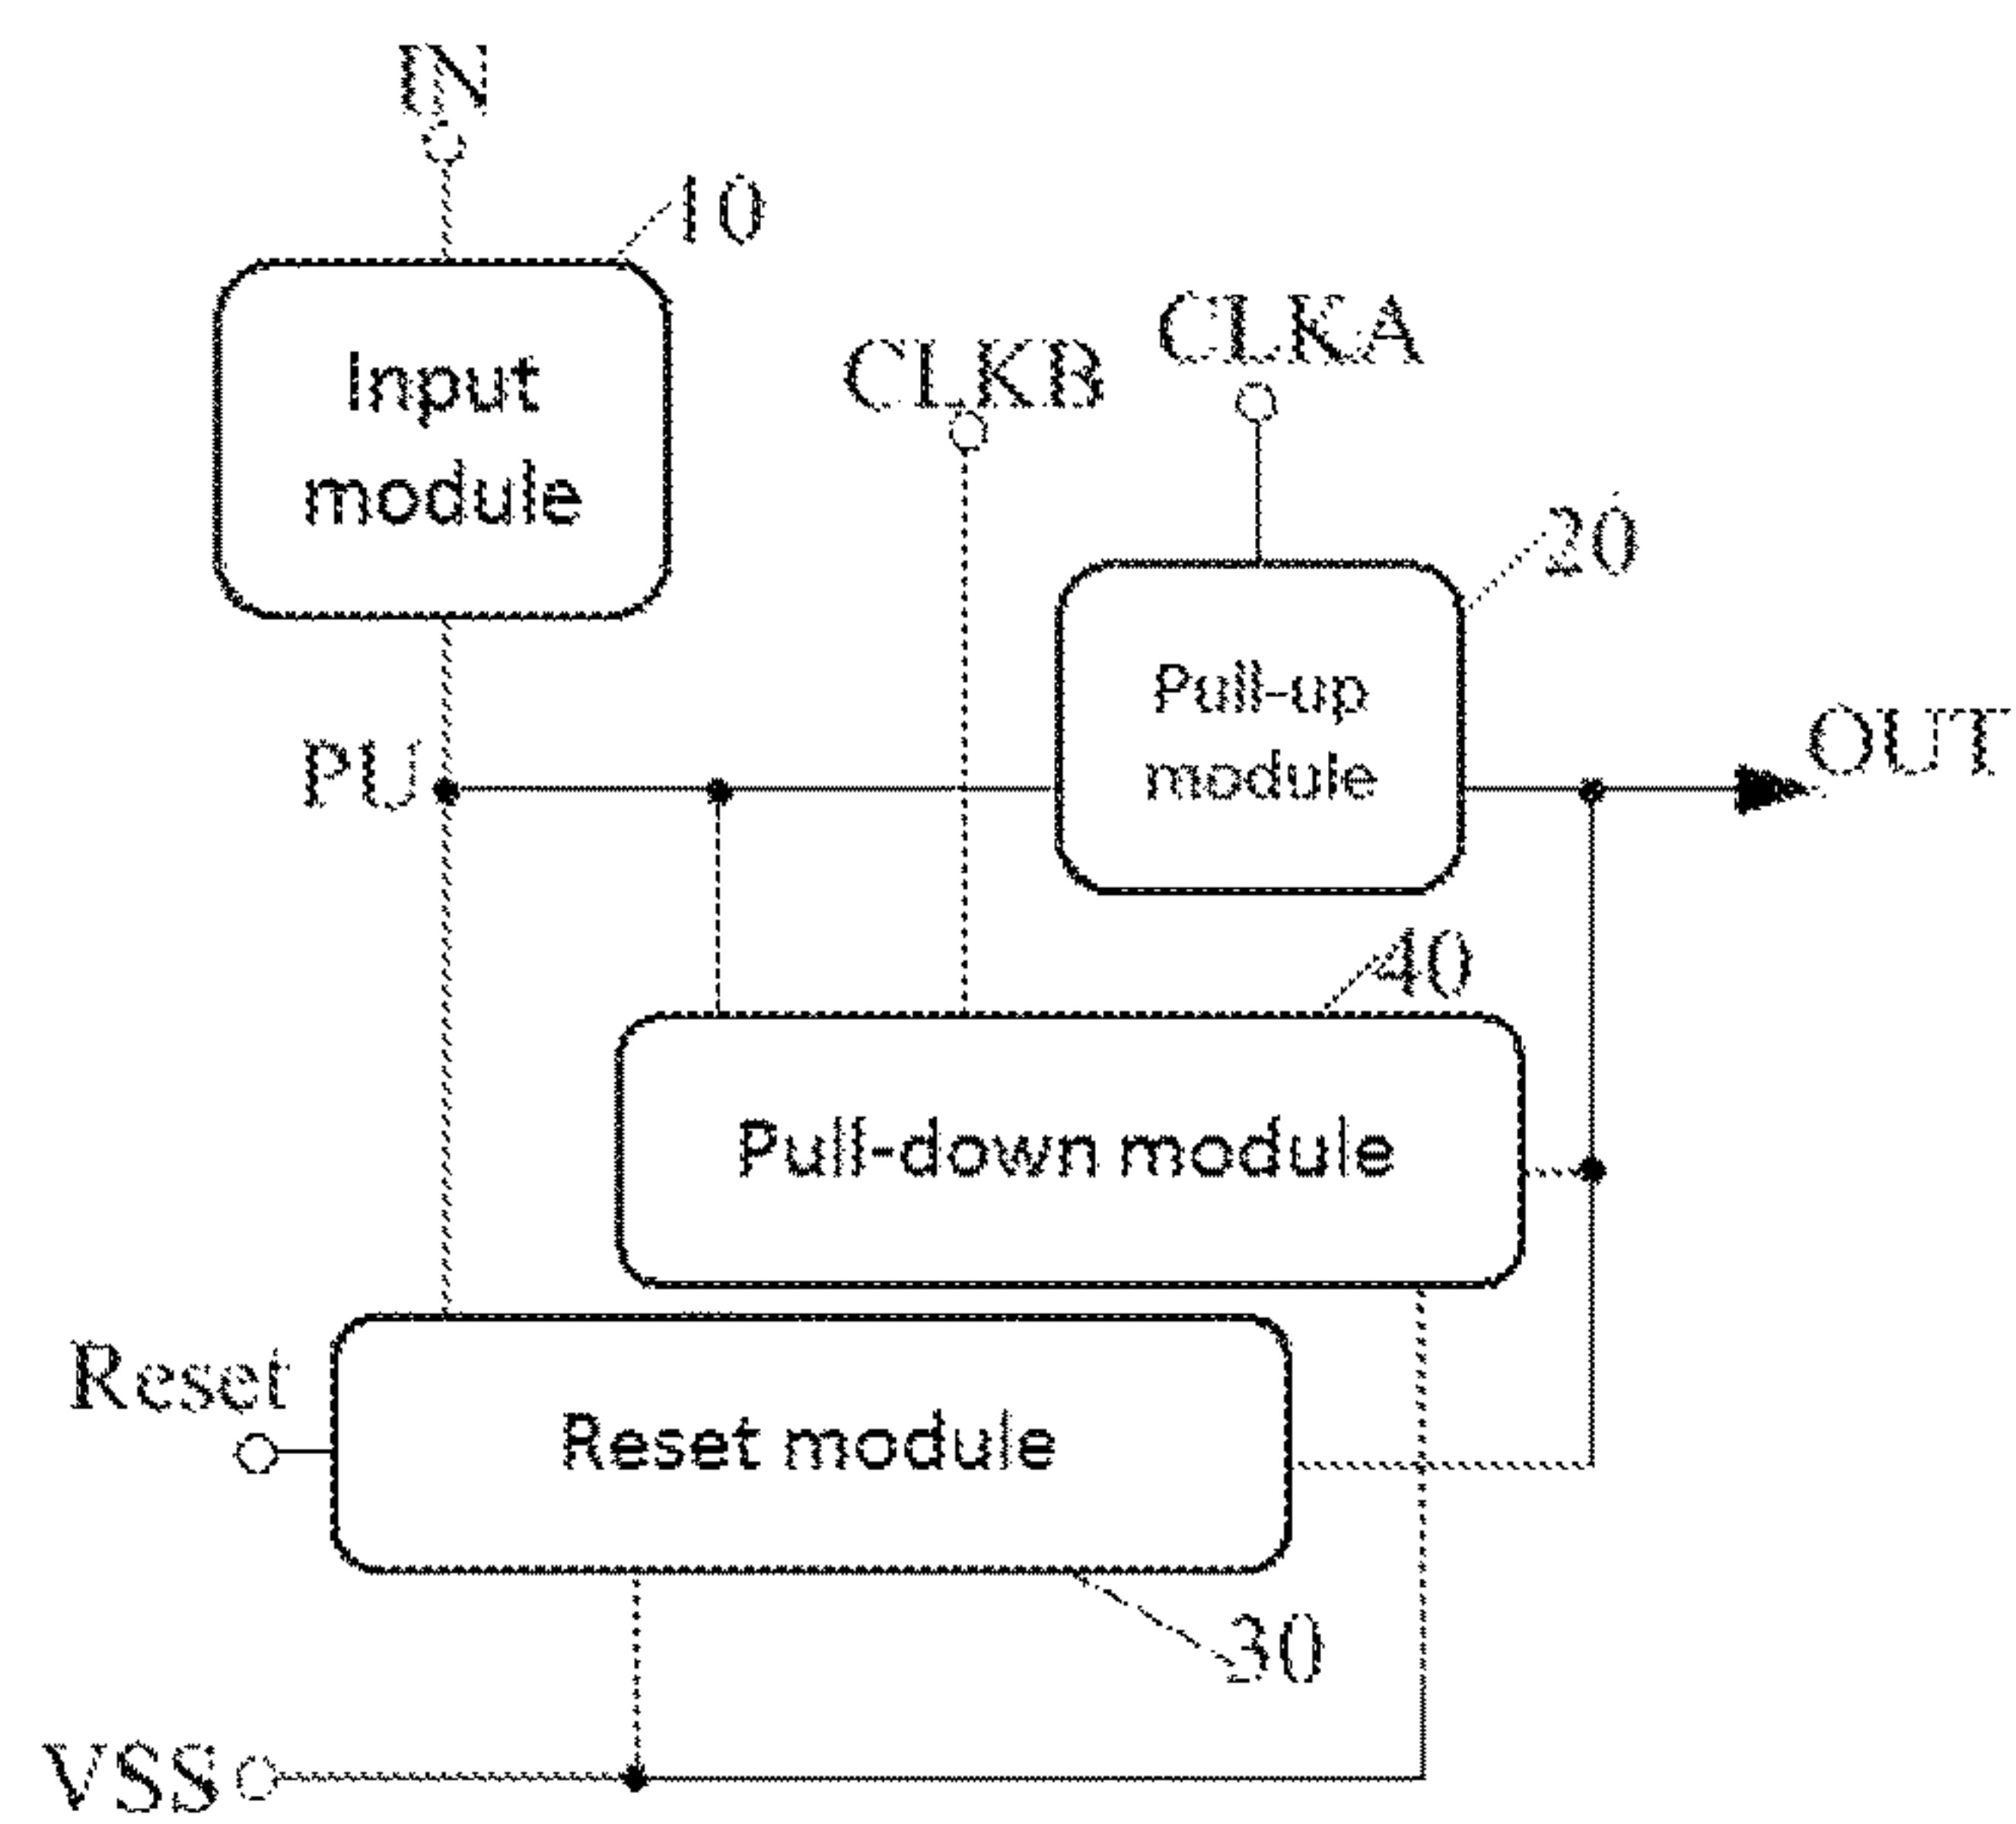 IN
10
Input
module
CLKB
CLKA
20
Pull-up
module
PU
OUT
40
Pull-down module
Reset
Reset module
30
VSS